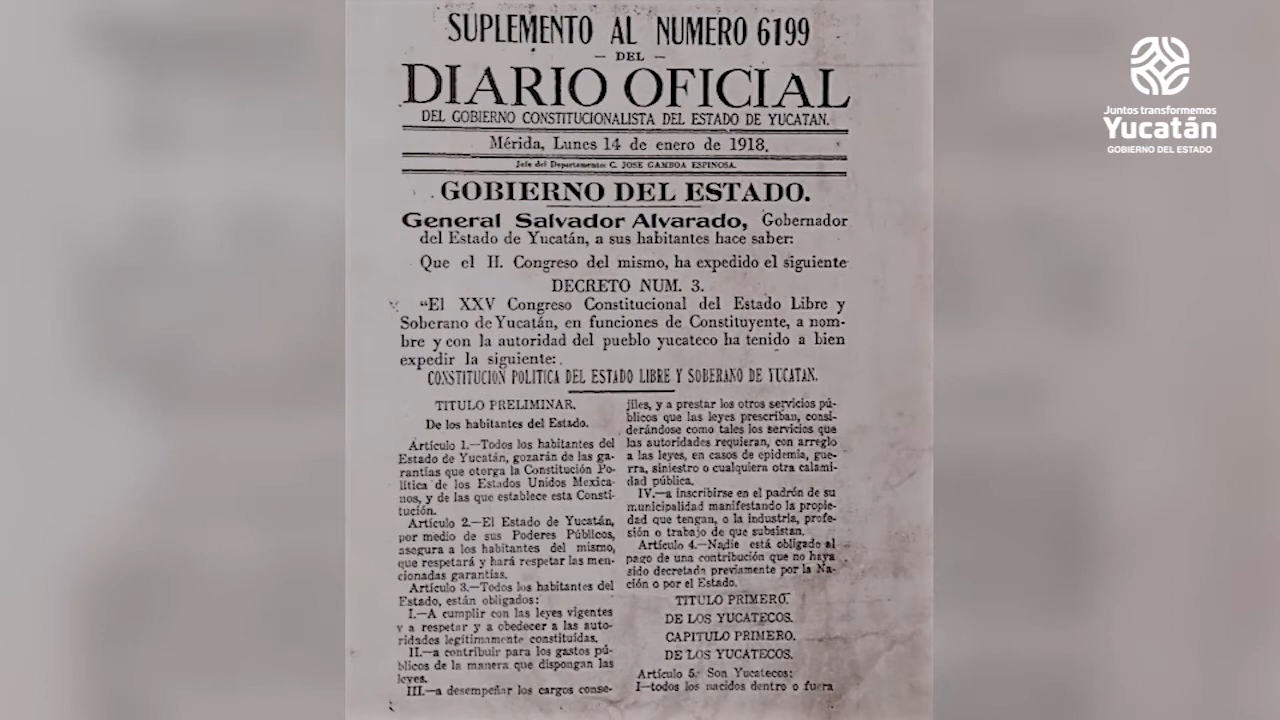 SUPLEMENTO AL NUMERO 6199
— DEL —
DIARIO OFICIAL
DEL GOBIERNO CONSTITUCIONALISTA DEL ESTADO DE YUCATAN.
Mérida, Lunes 14 de enero de 1918.
Jefe del Departamento: C. JOSE GAMBOA ESPINOSA.
GOBIERNO DEL ESTADO.
General Salvador Alvarado, Gobernador
del Estado de Yucatán, a sus habitantes hace saber:
Que el II. Congreso del mismo, ha expedido el siguiente
DECRETO NUM. 3.
“El XXV Congreso Constitucional del Estado Libre y
Soberano de Yucatán, en funciones de Constituyente, a nom-
bre y con la autoridad del pueblo yucateco ha tenido a bien
expedir la siguiente:
CONSTITUCION POLITICA DEL ESTADO LIBRE Y SOBERANO DE YUCATAN.
TITULO PRELIMINAR.
De los habitantes del Estado.
Artículo 1.—Todos los habitantes del
Estado de Yucatán, gozarán de las ga-
rantías que otorga la Constitución Po-
lítica de los Estados Unidos Mexica-
nos, y de las que establece esta Consti-
tución.
Artículo 2.—El Estado de Yucatán,
por medio de sus Poderes Públicos,
asegura a los habitantes del mismo,
que respetará y hará respetar las men-
cionadas garantías.
Artículo 3.—Todos los habitantes del
Estado, están obligados:
I.—A cumplir con las leyes vigentes
y a respetar y a obedecer a las auto-
ridades legítimamente constituídas.
II.—a contribuir para los gastos pú-
blicos de la manera que dispongan las
leyes.
III.—a desempeñar los cargos conse-
jiles, y a prestar los otros servicios pú-
blicos que las leyes prescriban, consi-
derándose como tales los servicios que
las autoridades requieran, con arreglo
a las leyes, en casos de epidemia, gue-
rra, siniestro o cualquiera otra calami-
dad pública.
IV.—a inscribirse en el padrón de su
municipalidad manifestando la propie-
dad que tengan, o la industria, profe-
sión o trabajo de que subsistan.
Artículo 4.—Nadie está obligado al
pago de una contribución que no haya
sido decretada previamente por la Na-
ción o por el Estado.
TITULO PRIMERO.
DE LOS YUCATECOS.
CAPITULO PRIMERO.
DE LOS YUCATECOS.
Artículo 5. Son Yucatecos:
I—todos los nacidos dentro o fuera
Juntos transformemos
Yucatán
GOBIERNO DEL ESTADO